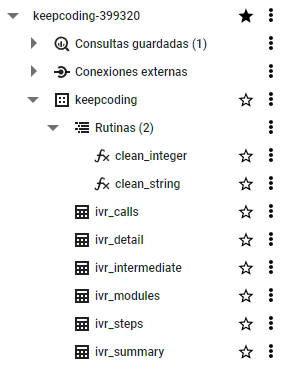 keepcoding-399320
Consultas guardadas (1)
Conexiones externas
keepcoding
Rutinas (2)
clean_integer
clean_string
ivr_calls
ivr_detail
ivr_intermediate
ivr_modules
ivr_steps
ivr_summary